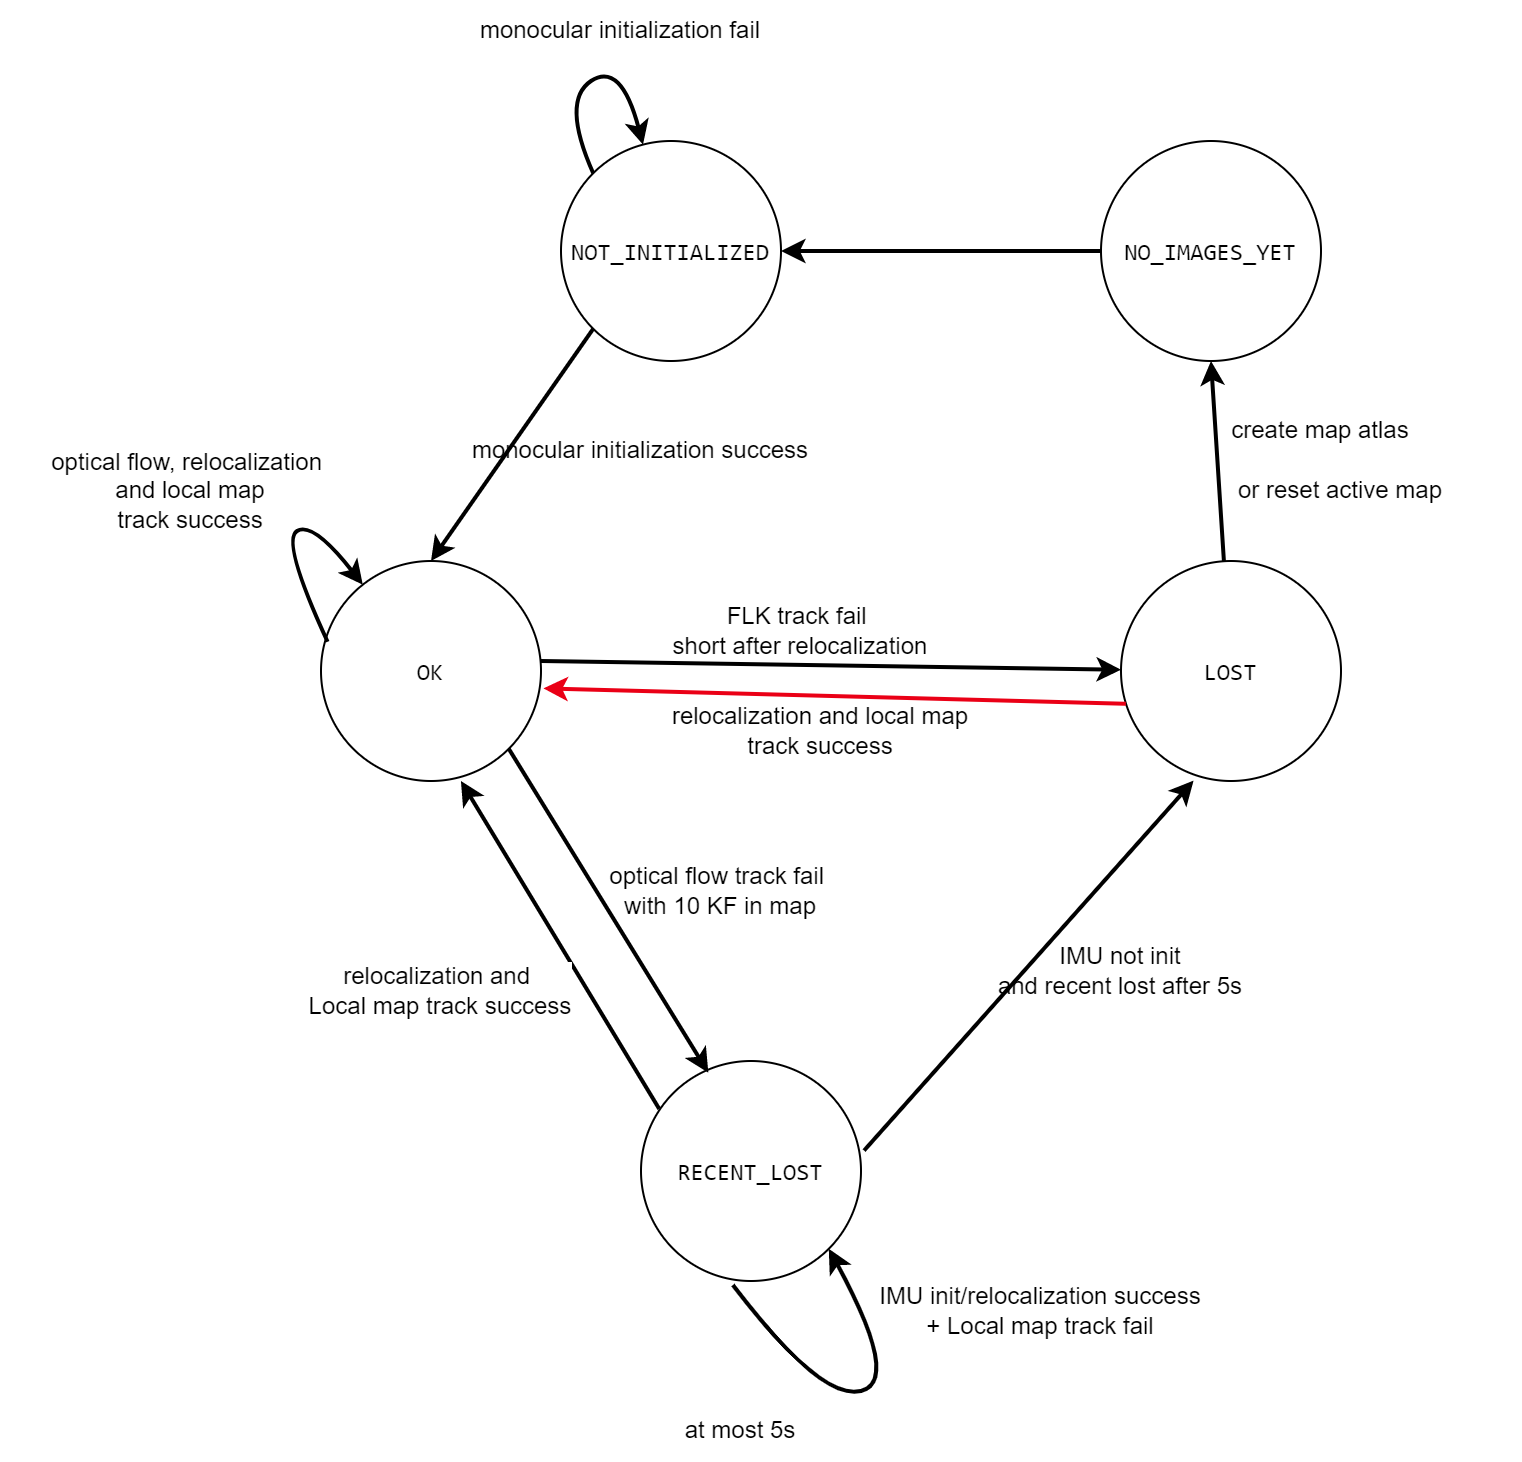 monocular initialization fail
NOT_INITIALIZED
NO_IMAGES_YET
create map atlas
or reset active map
monocular initialization success
optical flow, relocalization
and local map
track success
FLK track fail
short after relocalization
OK
LOST
relocalization and local map
track success
optical flow track fail
with 10 KF in map
relocalization and
Local map track success
IMU not init
and recent lost after 5s
RECENT_LOST
IMU init/relocalization success
+ Local map track fail
at most 5s